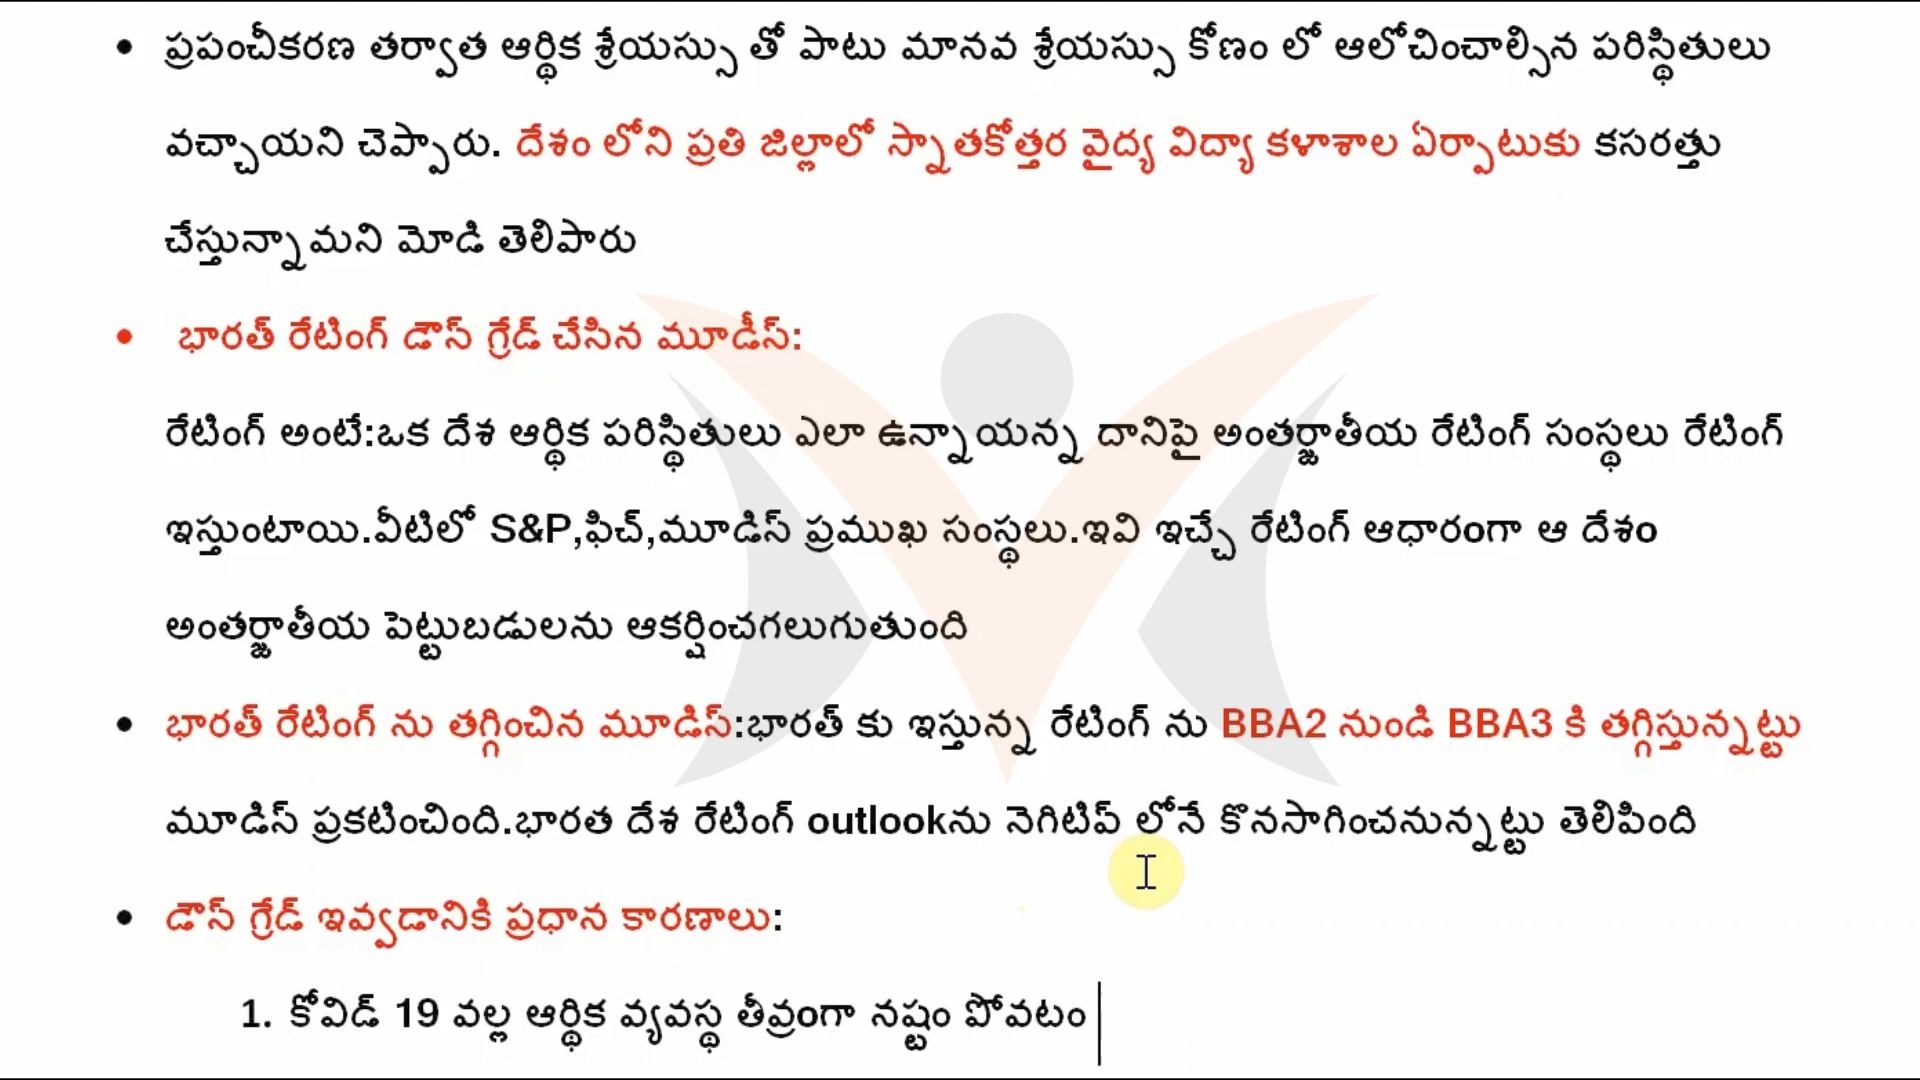 • ప్రపంచీకరణ తర్వాత ఆర్థిక శ్రేయస్సు తో పాటు మానవ శ్రేయస్సు కోణం లో ఆలోచించాల్సిన పరిస్థితులు
వచ్చాయని చెప్పారు. దేశం లోని ప్రతి జిల్లాలో స్నాతకోత్తర వైద్య విద్యా కళాశాల ఏర్పాటుకు కసరత్తు
చేస్తున్నామని మోడి తెలిపారు
• భారత్ రేటింగ్ డౌన్ గ్రేడ్ చేసిన మూడీస్:
రేటింగ్ అంటే:ఒక దేశ ఆర్థిక పరిస్థితులు ఎలా ఉన్నాయన్న దానిపై అంతర్జాతీయ రేటింగ్ సంస్థలు రేటింగ్
ఇస్తుంటాయి.వీటిలో S&P,ఫిచ్,మూడిస్ ప్రముఖ సంస్థలు.ఇవి ఇచ్చే రేటింగ్ ఆధారంగా ఆ దేశం
అంతర్జాతీయ పెట్టుబడులను ఆకర్షించగలుగుతుంది
• భారత్ రేటింగ్ ను తగ్గించిన మూడిస్:భారత్ కు ఇస్తున్న రేటింగ్ ను BBA2 నుండి BBA3 కి తగ్గిస్తున్నట్టు
మూడిస్ ప్రకటించింది.భారత దేశ రేటింగ్ outlookను నెగిటివ్ లోనే కొనసాగించనున్నట్టు తెలిపింది
• డౌన్ గ్రేడ్ ఇవ్వడానికి ప్రధాన కారణాలు:
1. కోవిడ్ 19 వల్ల ఆర్థిక వ్యవస్థ తీవ్రంగా నష్టం పోవటం